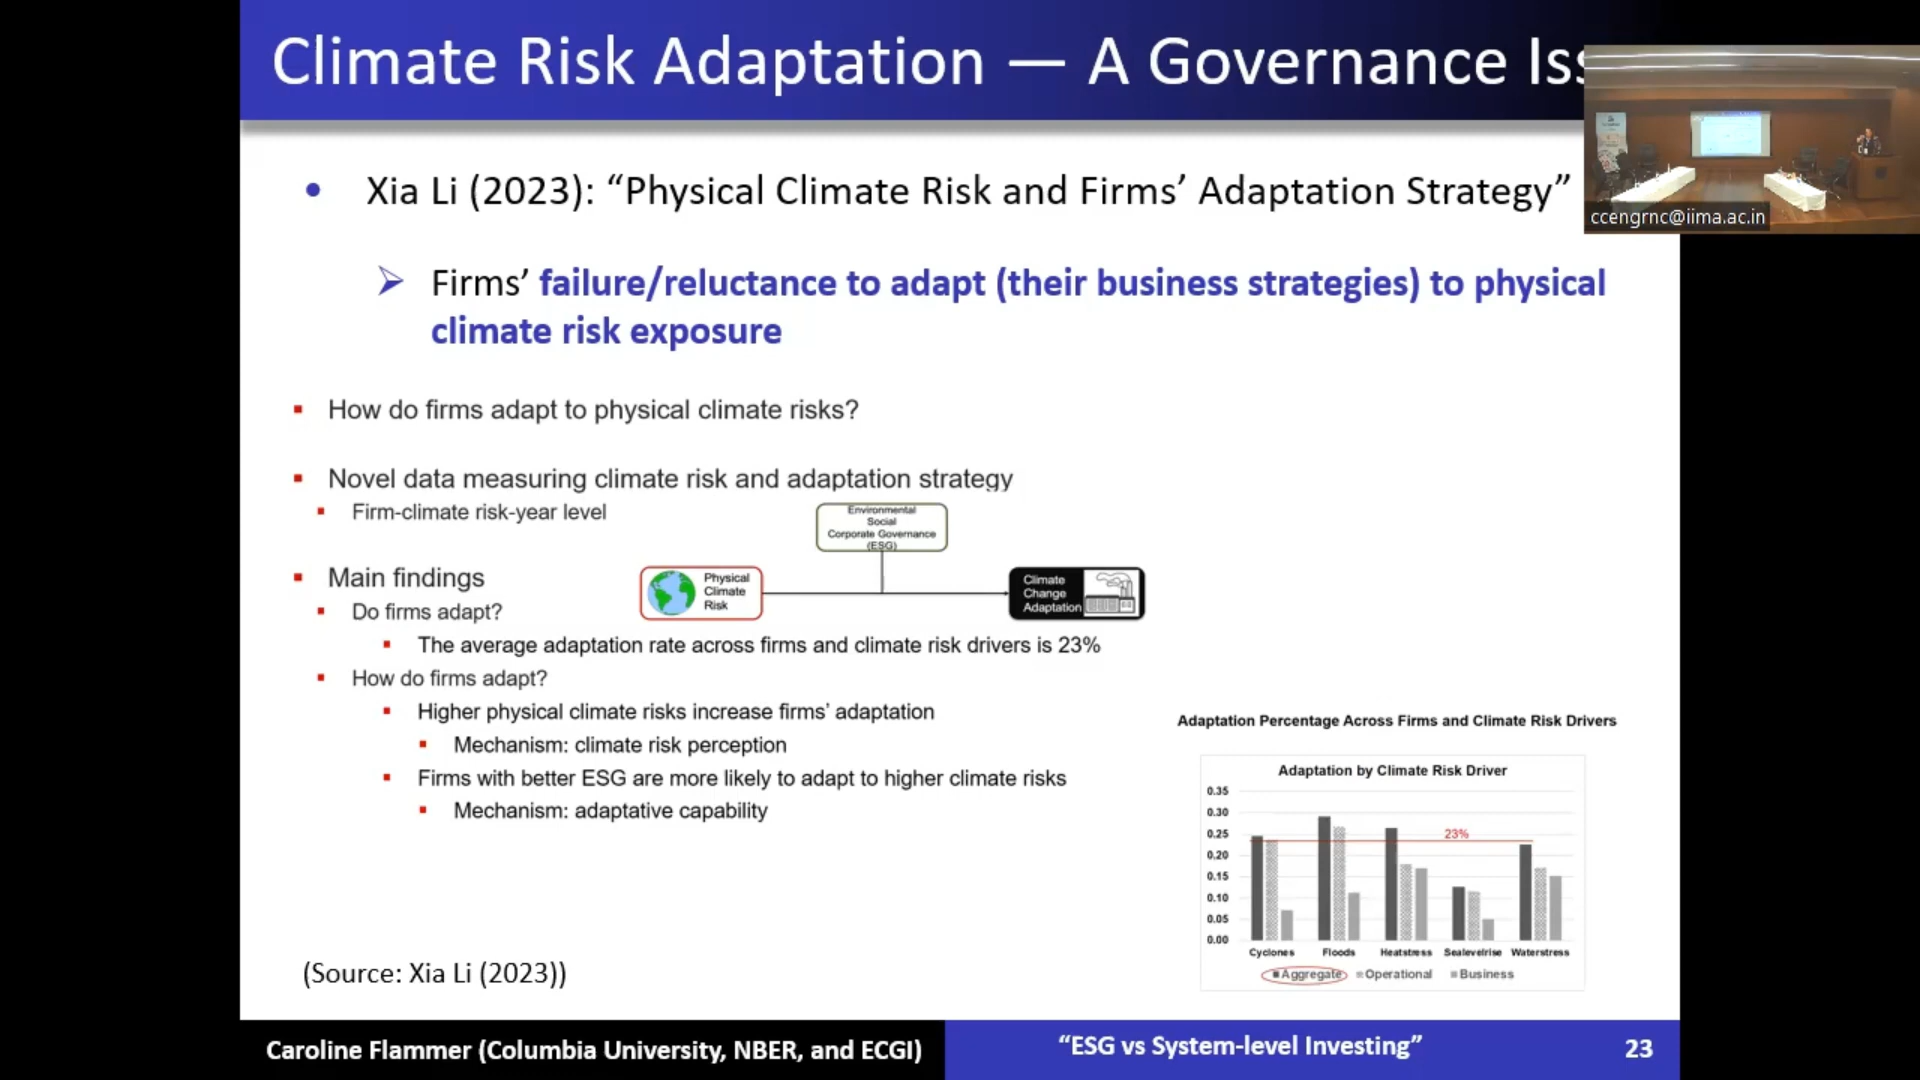 Climate Risk Adaptation — A Governance Iss
ccengrnc@iima.ac.in
• Xia Li (2023): “Physical Climate Risk and Firms’ Adaptation Strategy”
Firms’ failure/reluctance to adapt (their business strategies) to physical
climate risk exposure
How do firms adapt to physical climate risks?
Novel data measuring climate risk and adaptation strategy
Firm-climate risk-year level
Environmental
Social
Corporate Governance
(ESG)
Physical
Climate
Risk
Climate
Change
Adaptation
Main findings
Do firms adapt?
The average adaptation rate across firms and climate risk drivers is 23%
How do firms adapt?
Higher physical climate risks increase firms’ adaptation
Mechanism: climate risk perception
Firms with better ESG are more likely to adapt to higher climate risks
Mechanism: adaptative capability
Adaptation Percentage Across Firms and Climate Risk Drivers
Adaptation by Climate Risk Driver
0.35
0.30
0.25
0.20
0.15
0.10
0.05
0.00
23%
Cyclones Floods Heatstress Sealevelrise Waterstress
Aggregate Operational Business
(Source: Xia Li (2023))
Caroline Flammer (Columbia University, NBER, and ECGI)
“ESG vs System-level Investing”
23